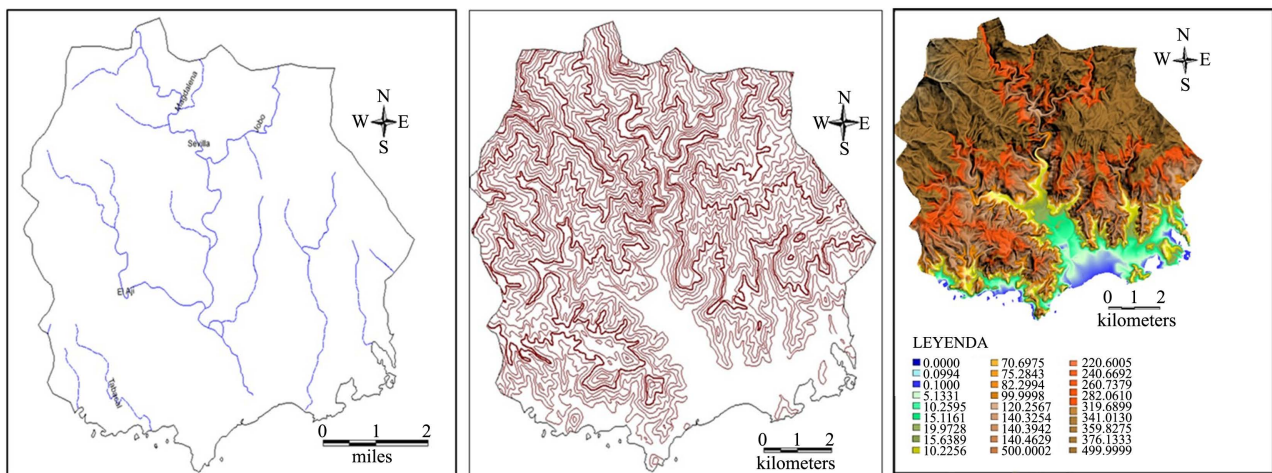 Magdalena
Jobo
Sevilla
N
W E
S
El Aji
Tabanal
0 1 2
miles
N
W E
S
0 1 2
kilometers
N
W E
S
0 1 2
kilometers
LEYENDA
0.0000 70.6975 220.6005
0.0994 75.2843 240.6692
0.1000 82.2994 260.7379
5.1331 99.9998 282.0610
10.2595 120.2567 319.6899
15.1161 140.3254 341.0130
19.9728 140.3942 359.8275
15.6389 140.4629 376.1333
10.2256 500.0002 499.9999